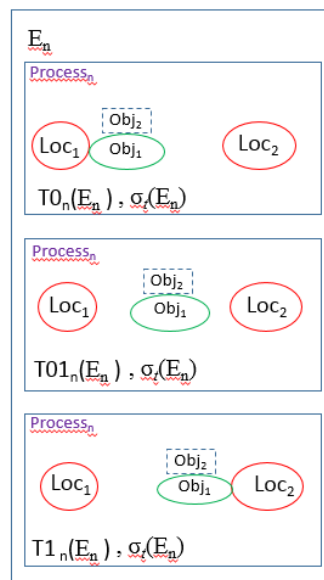 Eₙ
Processₙ
Obj₂
Loc₁ Obj₁ Loc₂
T0ₙ(Eₙ) , σₜ(Eₙ)
Processₙ
Obj₂
Loc₁ Obj₁ Loc₂
T01ₙ(Eₙ) , σₜ(Eₙ)
Processₙ
Obj₂
Loc₁ Obj₁ Loc₂
T1ₙ(Eₙ) , σₜ(Eₙ)